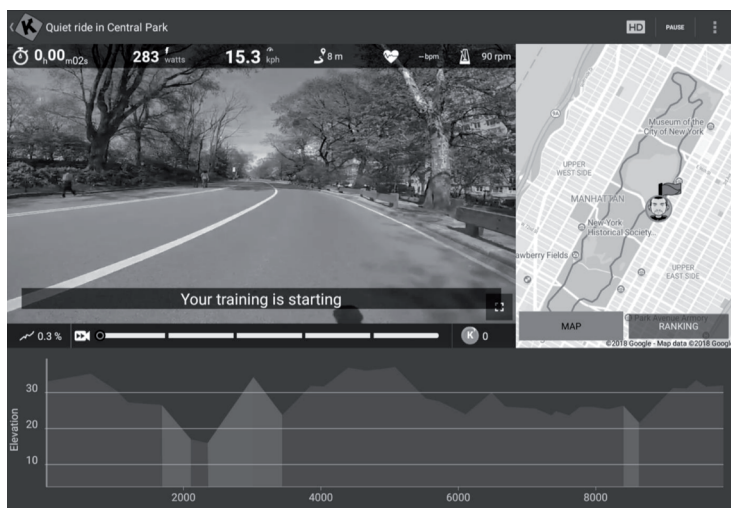 K Quiet ride in Central Park
HD PAUSE
0h00m02s 283 watts 15.3 kph 8 m --bpm 90 rpm
Your training is starting
0.3 % K 0
Museum of the
City of New York
UPPER
WEST SIDE
MANHATTAN
New-York
Historical Society...
awberry Fields
UPPER
EAST SIDE
Park Avenue Armory
MAP RANKING
©2018 Google - Map data ©2018 Googl
Elevation
30
20
10
2000 4000 6000 8000